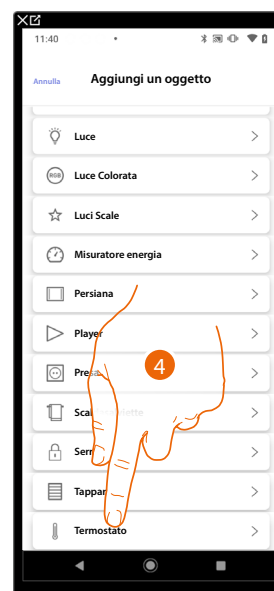 11:40
Annulla Aggiungi un oggetto
Luce
RGB Luce Colorata
Luci Scale
Misuratore energia
Persiana
Player
4
Termostato